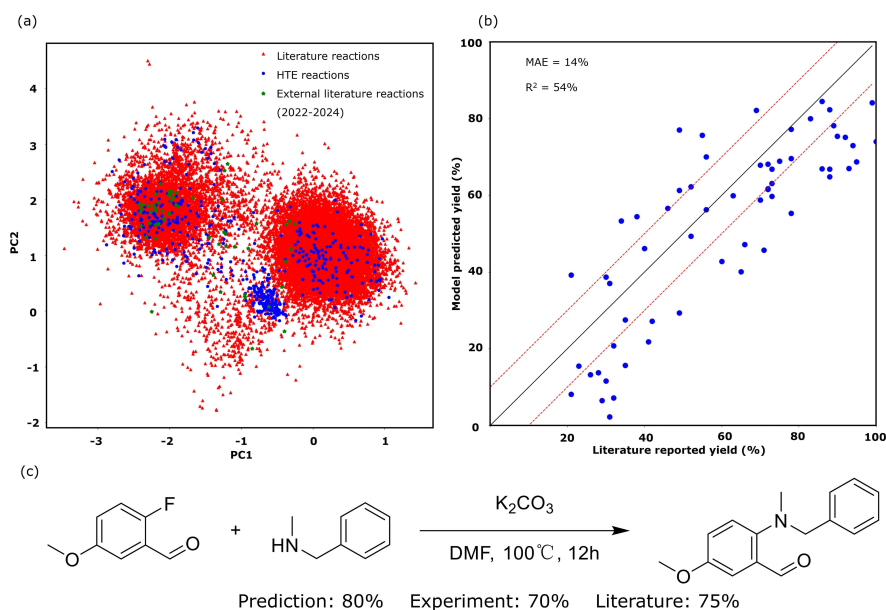 (a)
Literature reactions
HTE reactions
External literature reactions
(2022-2024)
4
3
2
1
0
-1
-2
PC2
-3
-2
-1
0
1
PC1
(b)
MAE = 14%
R² = 54%
100
80
60
40
20
0
Model predicted yield (%)
20
40
60
80
100
Literature reported yield (%)
(c)
F
O
O
+
HN
K₂CO₃
DMF, 100℃, 12h
N
O
O
Prediction: 80% Experiment: 70% Literature: 75%